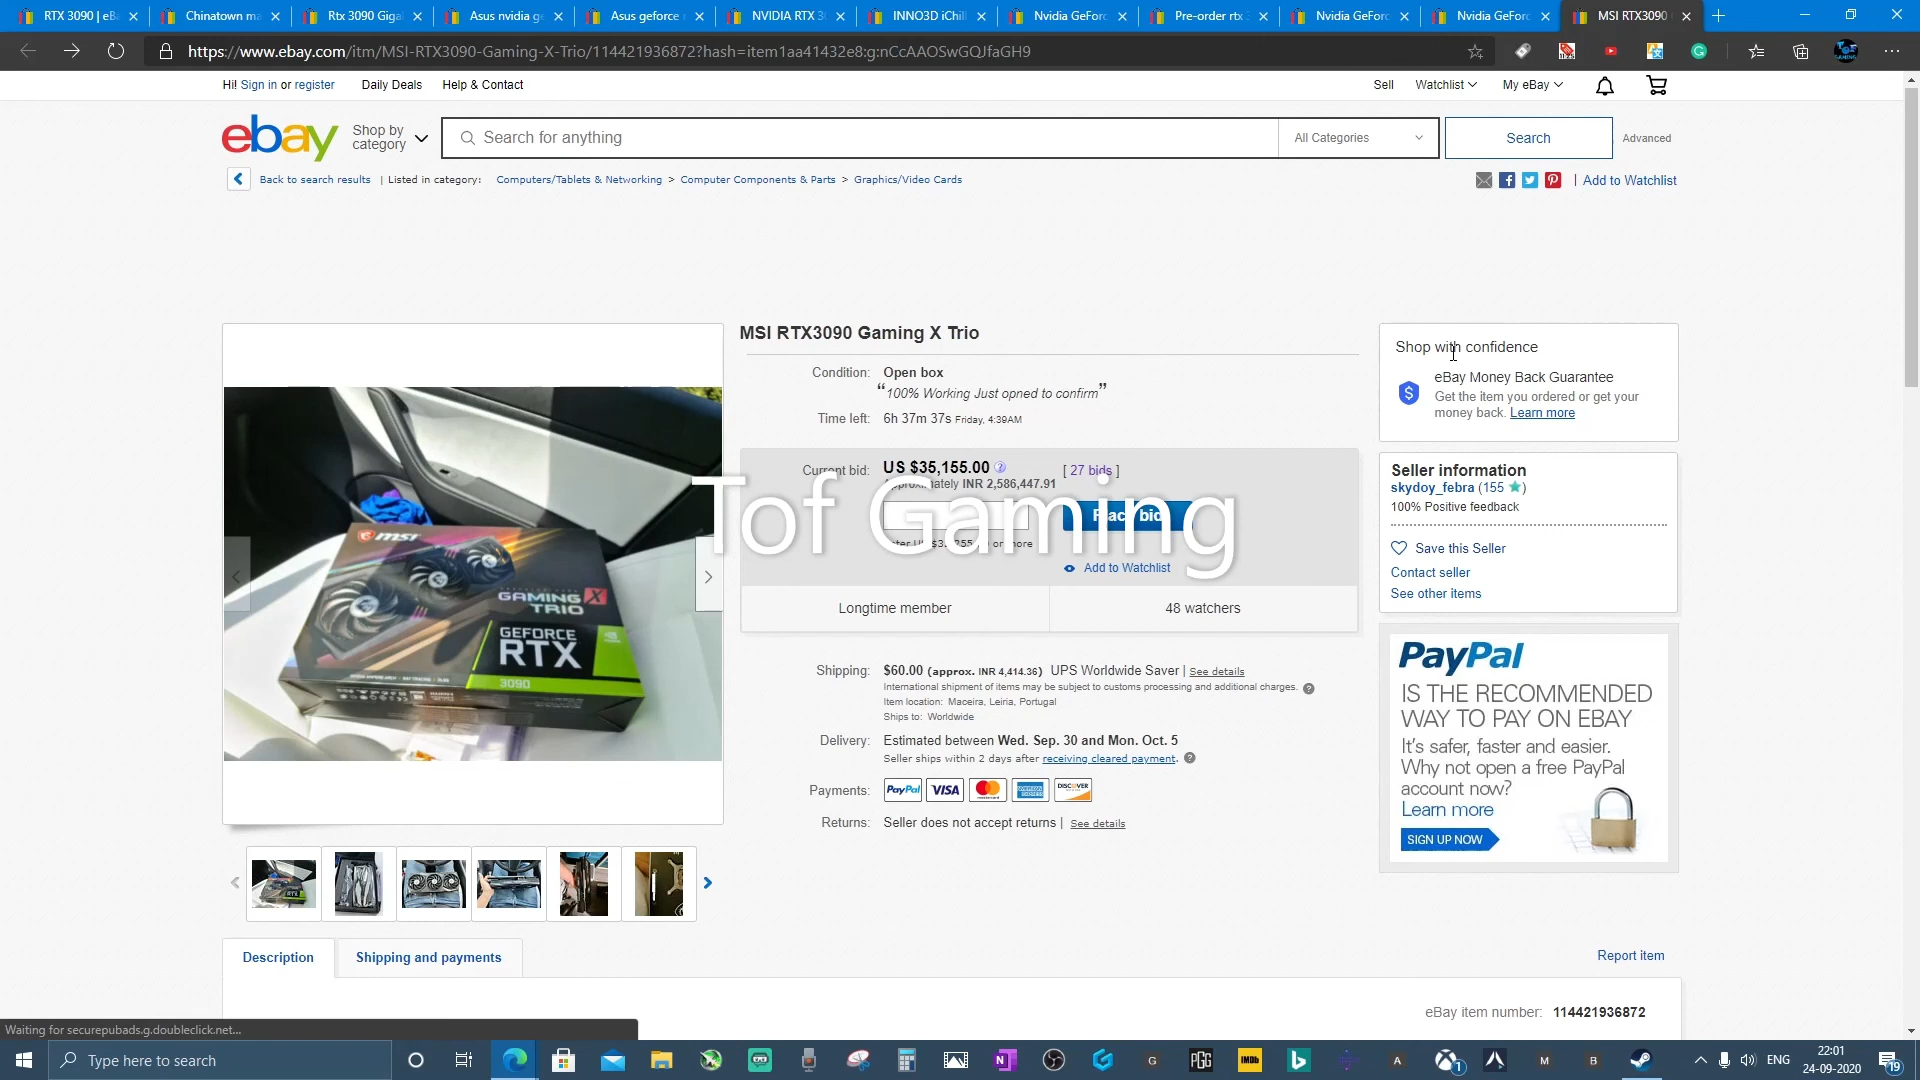 RTX 3090 | eBa
Chinatown ma
Rtx 3090 Giga
Asus nvidia ge
Asus geforce
NVIDIA RTX 3
INNO3D iChill
Nvidia GeForc
Pre-order rtx
Nvidia GeForc
Nvidia GeForc
MSI RTX3090
https://www.ebay.com/itm/MSI-RTX3090-Gaming-X-Trio/114421936872?hash=item1aa41432e8:g:nCcAAOSwGQJfaGH9
Hi! Sign in or register
Daily Deals
Help & Contact
Sell
Watchlist
My eBay
ebay
Shop by
category
Search for anything
All Categories
Search
Advanced
Back to search results | Listed in category: Computers/Tablets & Networking > Computer Components & Parts > Graphics/Video Cards
| Add to Watchlist
MSI RTX3090 Gaming X Trio
Condition: Open box
“100% Working Just opned to confirm”
Time left: 6h 37m 37s Friday, 4:39AM
Current bid: US $35,155.00 [ 27 bids ]
Approximately INR 2,586,447.91
Place bid
or more
Tof Gaming
Add to Watchlist
Longtime member
48 watchers
Shipping: $60.00 (approx. INR 4,414.36) UPS Worldwide Saver | See details
International shipment of items may be subject to customs processing and additional charges.
Item location: Maceira, Leiria, Portugal
Ships to: Worldwide
Delivery: Estimated between Wed. Sep. 30 and Mon. Oct. 5
Seller ships within 2 days after receiving cleared payment.
Payments: PayPal VISA DISCOVER
Returns: Seller does not accept returns | See details
Shop with confidence
eBay Money Back Guarantee
Get the item you ordered or get your
money back. Learn more
Seller information
skydoy_febra (155)
100% Positive feedback
Save this Seller
Contact seller
See other items
PayPal
IS THE RECOMMENDED
WAY TO PAY ON EBAY
It's safer, faster and easier.
Why not open a free PayPal
account now?
Learn more
SIGN UP NOW
msi
GAMING X
TRIO
GEFORCE
RTX
3090
Description
Shipping and payments
Report item
eBay item number: 114421936872
Waiting for securepubads.g.doubleclick.net...
Type here to search
PGG
IMDb
ENG
22:01
24-09-2020
19